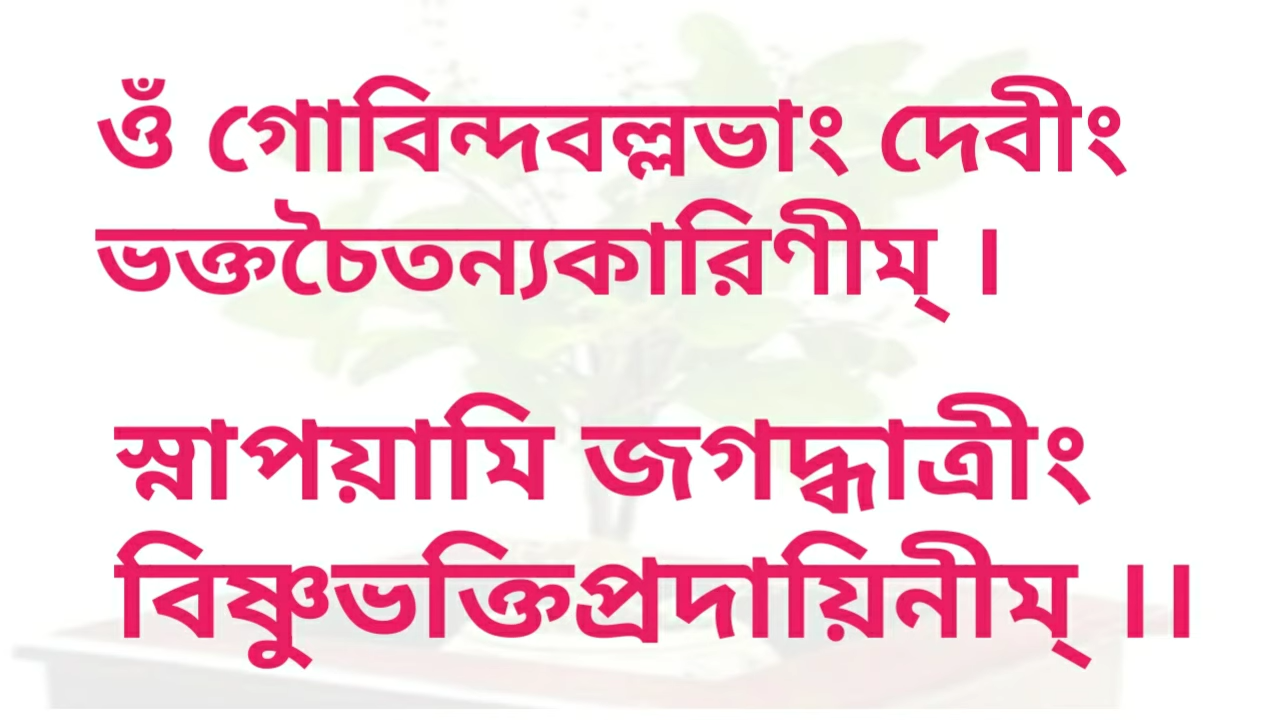 ওঁ গোবিন্দবল্লভাং দেবীং
ভক্তচৈতন্যকারিণীম্ ।
স্নাপয়ামি জগদ্ধাত্রীং
বিষ্ণুভক্তিপ্রদায়িনীম্ ।।